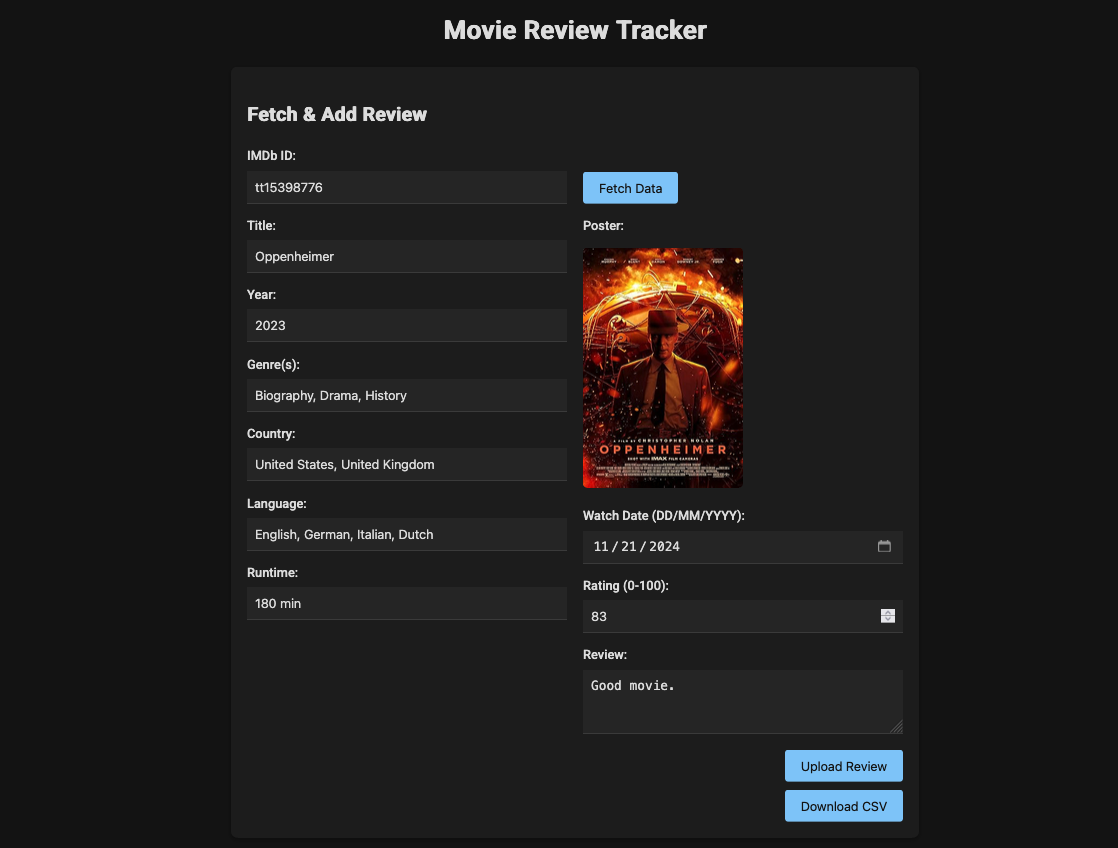 Movie Review Tracker
Fetch & Add Review
IMDb ID:
tt15398776
Fetch Data
Title:
Oppenheimer
Year:
2023
Genre(s):
Biography, Drama, History
Country:
United States, United Kingdom
Language:
English, German, Italian, Dutch
Runtime:
180 min
Poster:
A FILM BY CHRISTOPHER NOLAN
OPPENHEIMER
SHOT WITH IMAX FILM CAMERAS
Watch Date (DD/MM/YYYY):
11/21/2024
Rating (0-100):
83
Review:
Good movie.
Upload Review
Download CSV